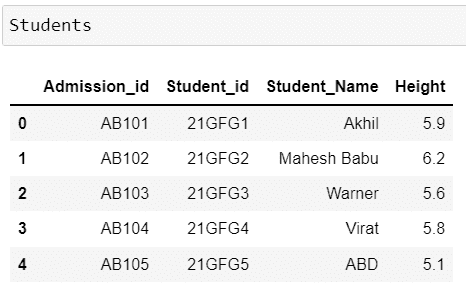 Students
Admission_id Student_id Student_Name Height
0 AB101 21GFG1 Akhil 5.9
1 AB102 21GFG2 Mahesh Babu 6.2
2 AB103 21GFG3 Warner 5.6
3 AB104 21GFG4 Virat 5.8
4 AB105 21GFG5 ABD 5.1